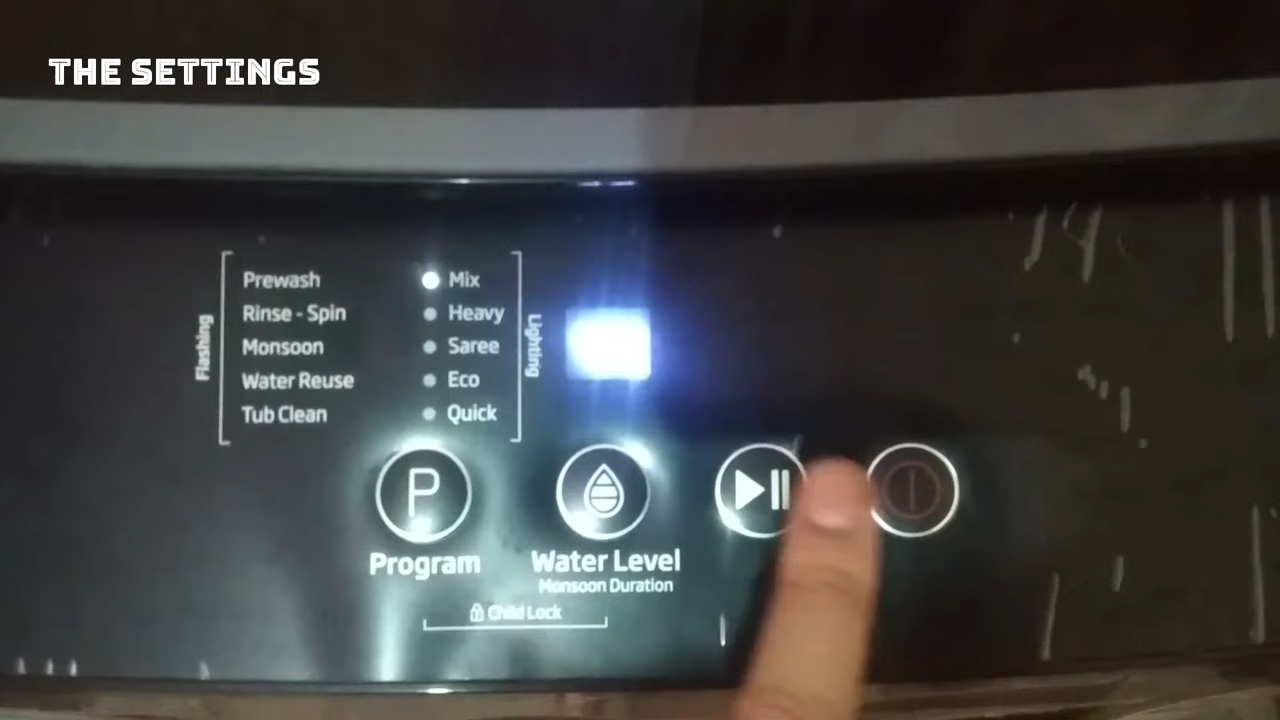 THE SETTINGS
Prewash
Rinse - Spin
Monsoon
Water Reuse
Tub Clean
Flashing
Mix
Heavy
Saree
Eco
Quick
Lighting
P
Program
Water Level
Monsoon Duration
Child Lock